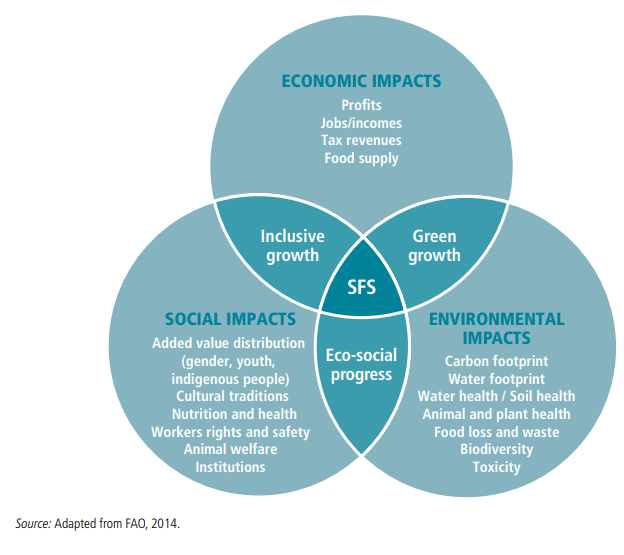 ECONOMIC IMPACTS
Profits
Jobs/incomes
Tax revenues
Food supply
Inclusive
growth
Green
growth
SFS
SOCIAL IMPACTS
Added value distribution
(gender, youth,
indigenous people)
Cultural traditions
Nutrition and health
Workers rights and safety
Animal welfare
Institutions
Eco-social
progress
ENVIRONMENTAL
IMPACTS
Carbon footprint
Water footprint
Water health / Soil health
Animal and plant health
Food loss and waste
Biodiversity
Toxicity
Source: Adapted from FAO, 2014.